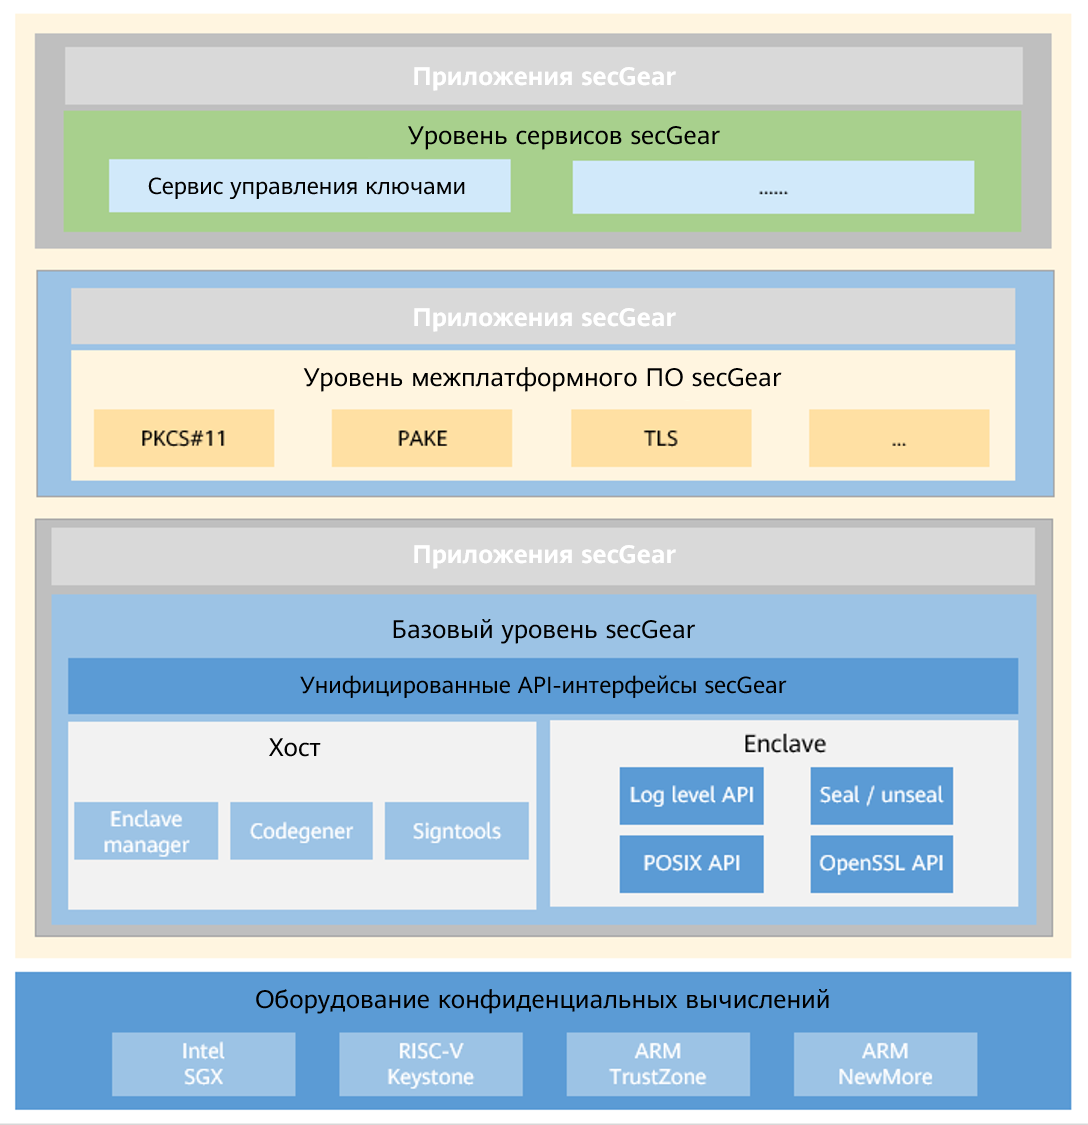 Приложения secGear
Уровень сервисов secGear
Сервис управления ключами
......
Приложения secGear
Уровень межплатформного ПО secGear
PKCS#11
PAKE
TLS
...
Приложения secGear
Базовый уровень secGear
Унифицированные API-интерфейсы secGear
Хост
Enclave
manager
Codegener
Signtools
Enclave
Log level API
Seal / unseal
POSIX API
OpenSSL API
Оборудование конфиденциальных вычислений
Intel
SGX
RISC-V
Keystone
ARM
TrustZone
ARM
NewMore